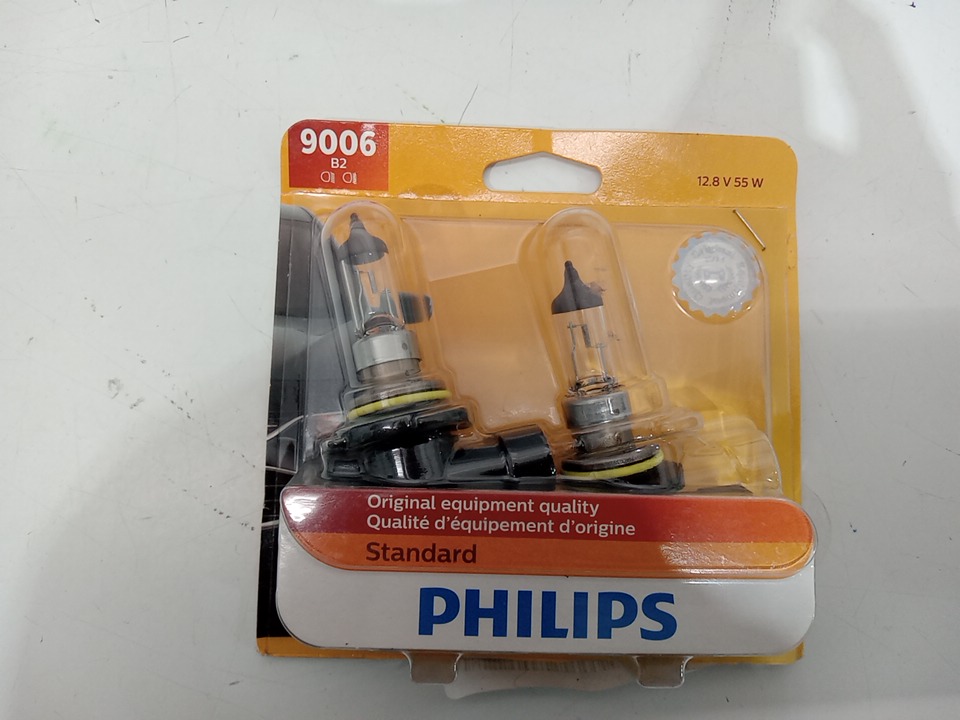 9006
B2
12.8 V 55 W
Original equipment quality
Qualité d'équipement d'origine
Standard
PHILIPS